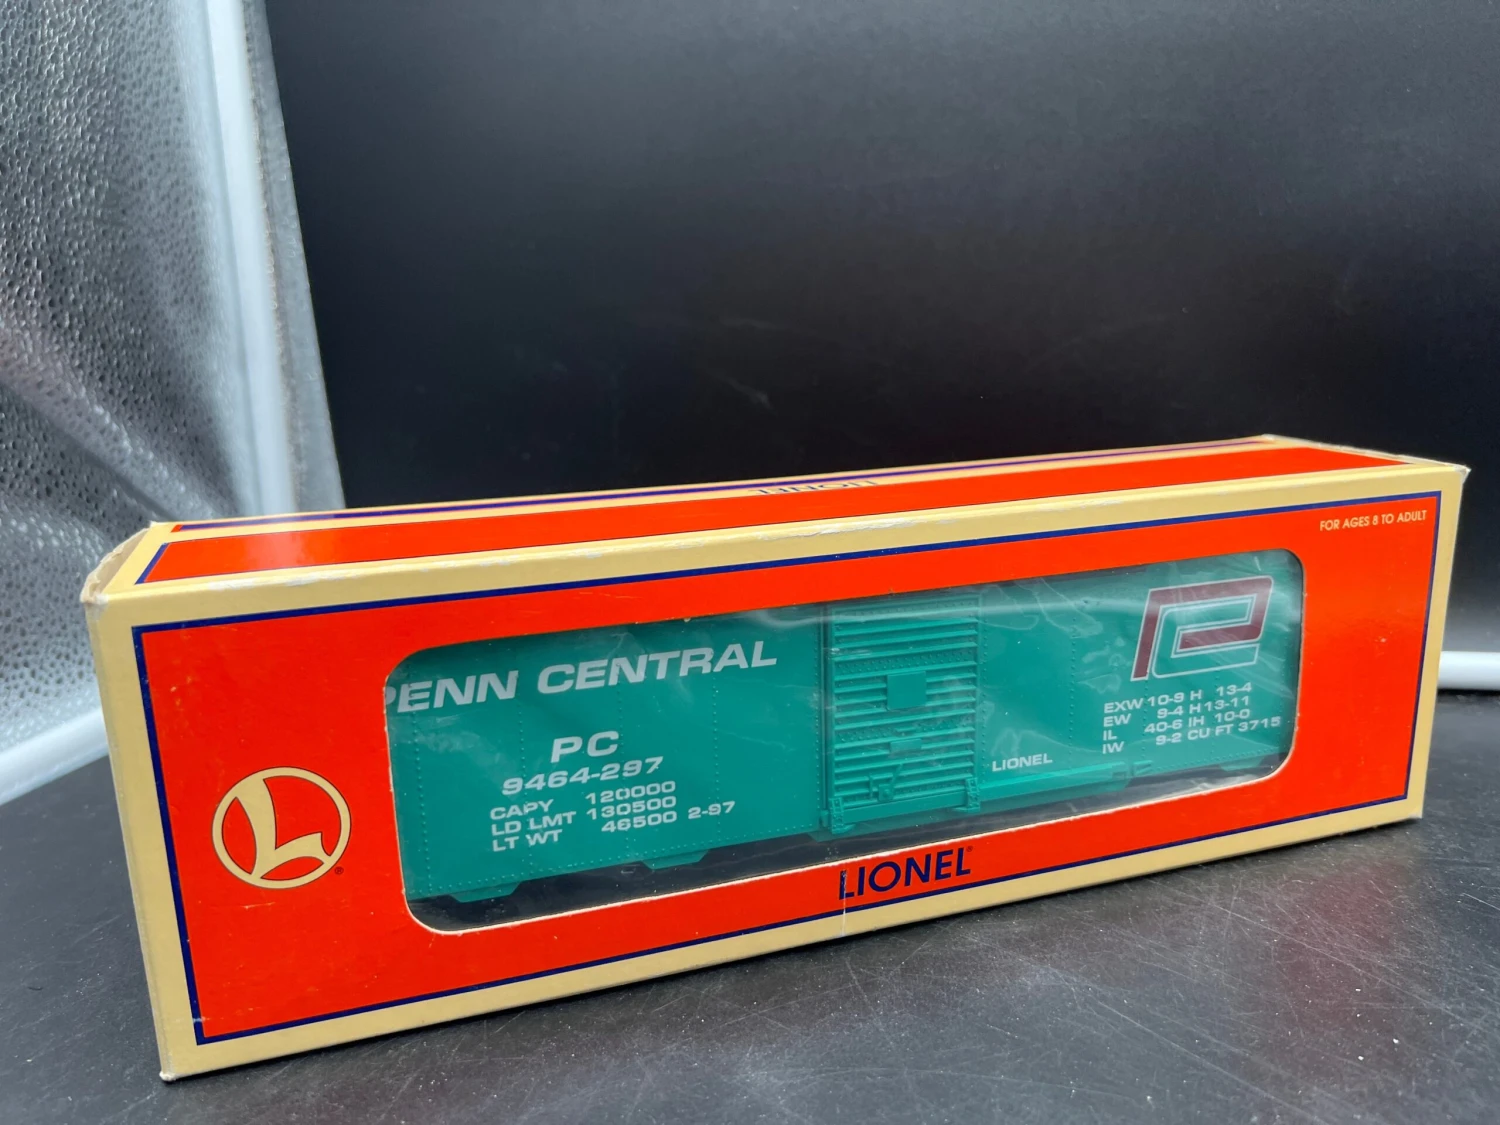 LIONEL
FOR AGES 8 TO ADULT
PENN CENTRAL
PC
9464-297
CAPY 120000
LD LMT 130500
LT WT 46500 2-97
LIONEL
EXW 10-9 H 13-4
EW 9-4 H 13-11
IL 40-6 IH 10-0
IW 9-2 CU FT 3715
L®
LIONEL®